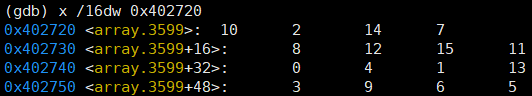 (gdb) x /16dw 0x402720
0x402720 <array.3599>: 10 2 14 7
0x402730 <array.3599+16>: 8 12 15 11
0x402740 <array.3599+32>: 0 4 1 13
0x402750 <array.3599+48>: 3 9 6 5